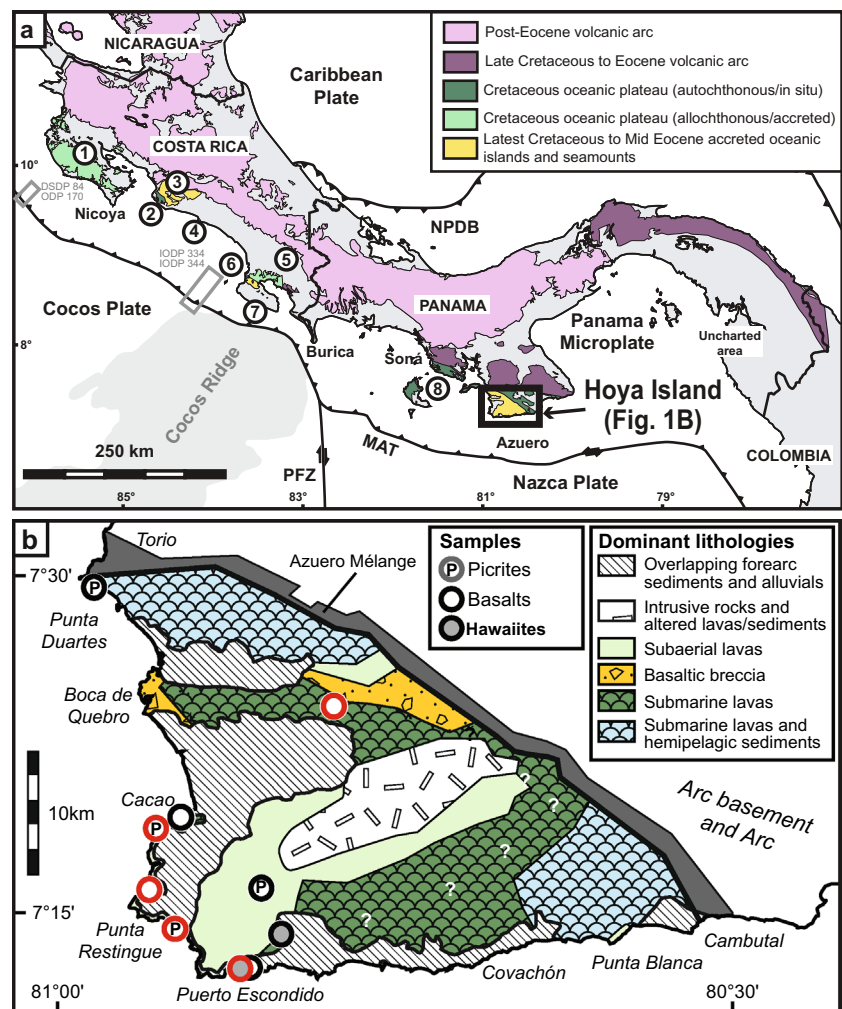 a
NICARAGUA
Caribbean
Plate
Post-Eocene volcanic arc
Late Cretaceous to Eocene volcanic arc
Cretaceous oceanic plateau (autochthonous/in situ)
Cretaceous oceanic plateau (allochthonous/accreted)
Latest Cretaceous to Mid Eocene accreted oceanic
islands and seamounts
COSTA RICA
1
10°
3
DSDP 84
ODP 170
Nicoya
2
4
NPDB
IODP 334
IODP 344
6
5
Cocos Plate
7
PANAMA
Panama
Microplate
Uncharted
area
8°
Burica
Soná
8
Cocos Ridge
Hoya Island
(Fig. 1B)
250 km
MAT
Azuero
COLOMBIA
PFZ
Nazca Plate
85°
83°
81°
79°
b
Torio
Samples
P Picrites
Basalts
Hawaiites
Dominant lithologies
Overlapping forearc
sediments and alluvials
Intrusive rocks and
altered lavas/sediments
Subaerial lavas
Basaltic breccia
Submarine lavas
Submarine lavas and
hemipelagic sediments
7°30'
Azuero Mélange
P
Punta
Duartes
Boca de
Quebro
10km
Cacao
P
?
?
Arc basement
and Arc
?
P
?
7°15'
Punta
Restingue
P
?
Cambutal
Covachón
Punta Blanca
Puerto Escondido
81°00'
80°30'